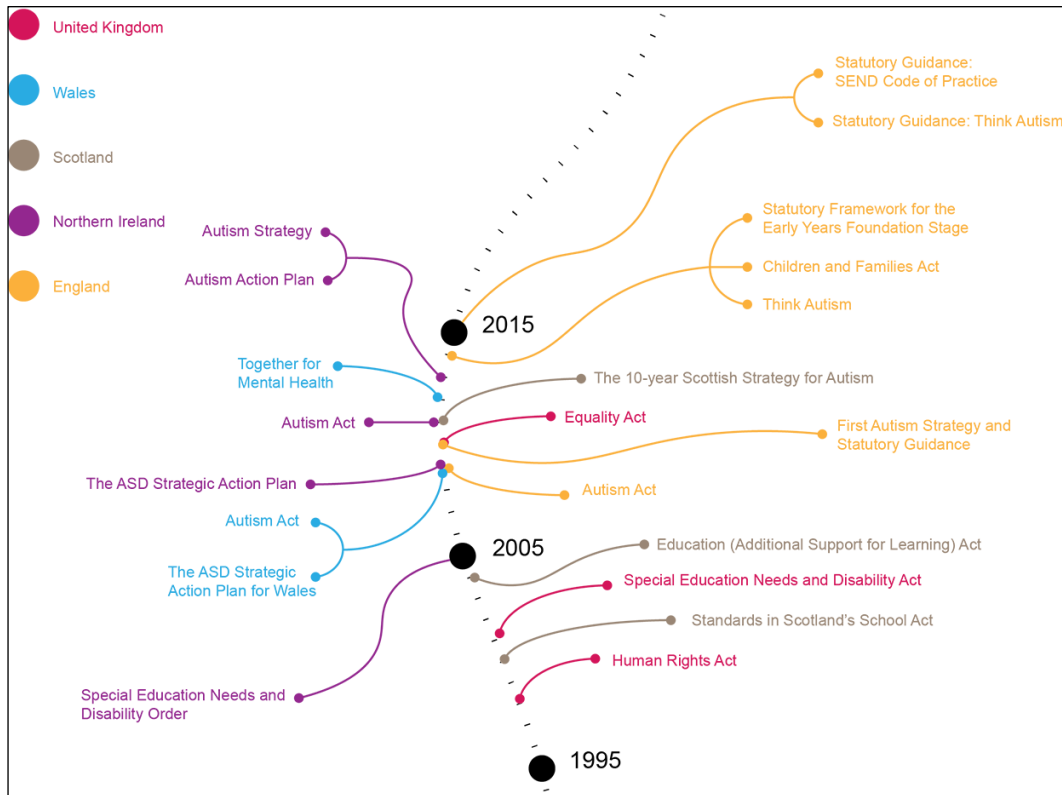 United Kingdom
Wales
Scotland
Northern Ireland
England
Statutory Guidance:
SEND Code of Practice
Statutory Guidance: Think Autism
Statutory Framework for the
Early Years Foundation Stage
Children and Families Act
Think Autism
Autism Strategy
Autism Action Plan
2015
Together for
Mental Health
The 10-year Scottish Strategy for Autism
Autism Act
Equality Act
First Autism Strategy and
Statutory Guidance
The ASD Strategic Action Plan
Autism Act
Autism Act
The ASD Strategic
Action Plan for Wales
2005
Education (Additional Support for Learning) Act
Special Education Needs and Disability Act
Standards in Scotland's School Act
Human Rights Act
Special Education Needs and
Disability Order
1995